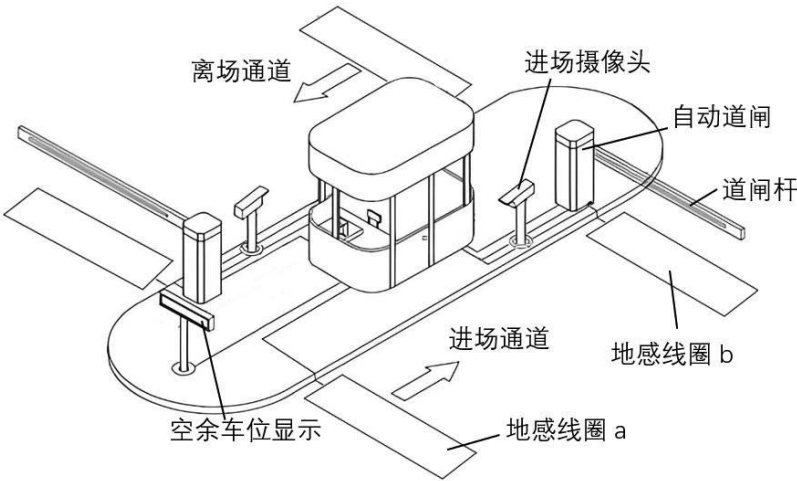 离场通道
进场摄像头
自动道闸
道闸杆
进场通道
地感线圈 b
空余车位显示
地感线圈 a